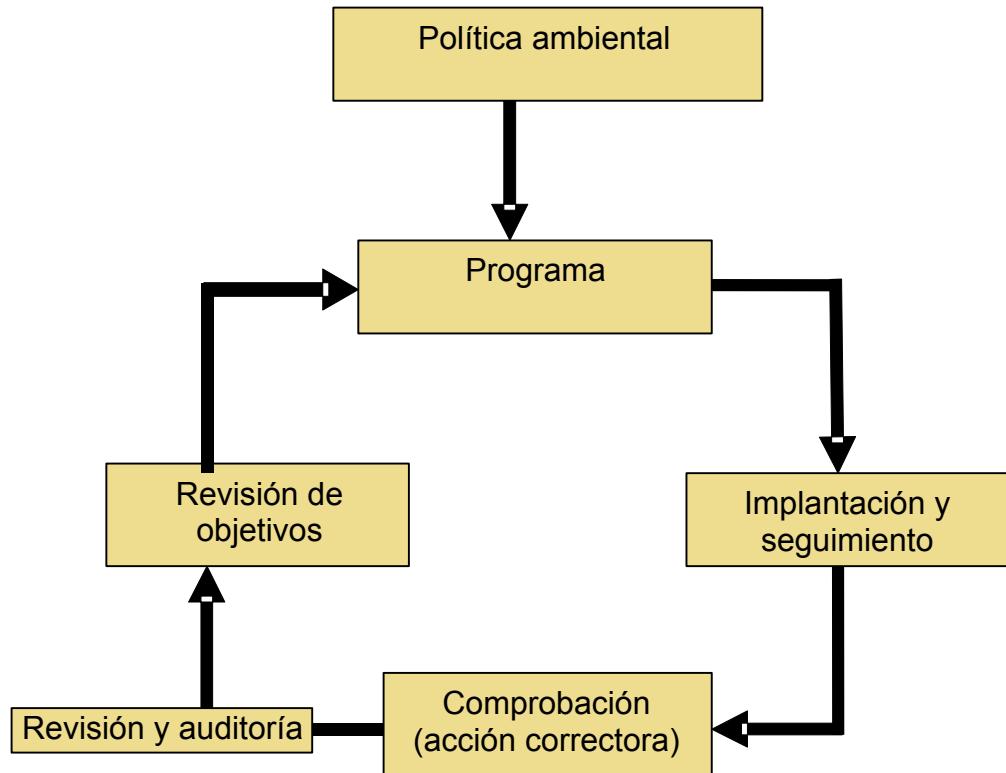 Política ambiental
Programa
Revisión de
objetivos
Implantación y
seguimiento
Comprobación
(acción correctora)
Revisión y auditoría